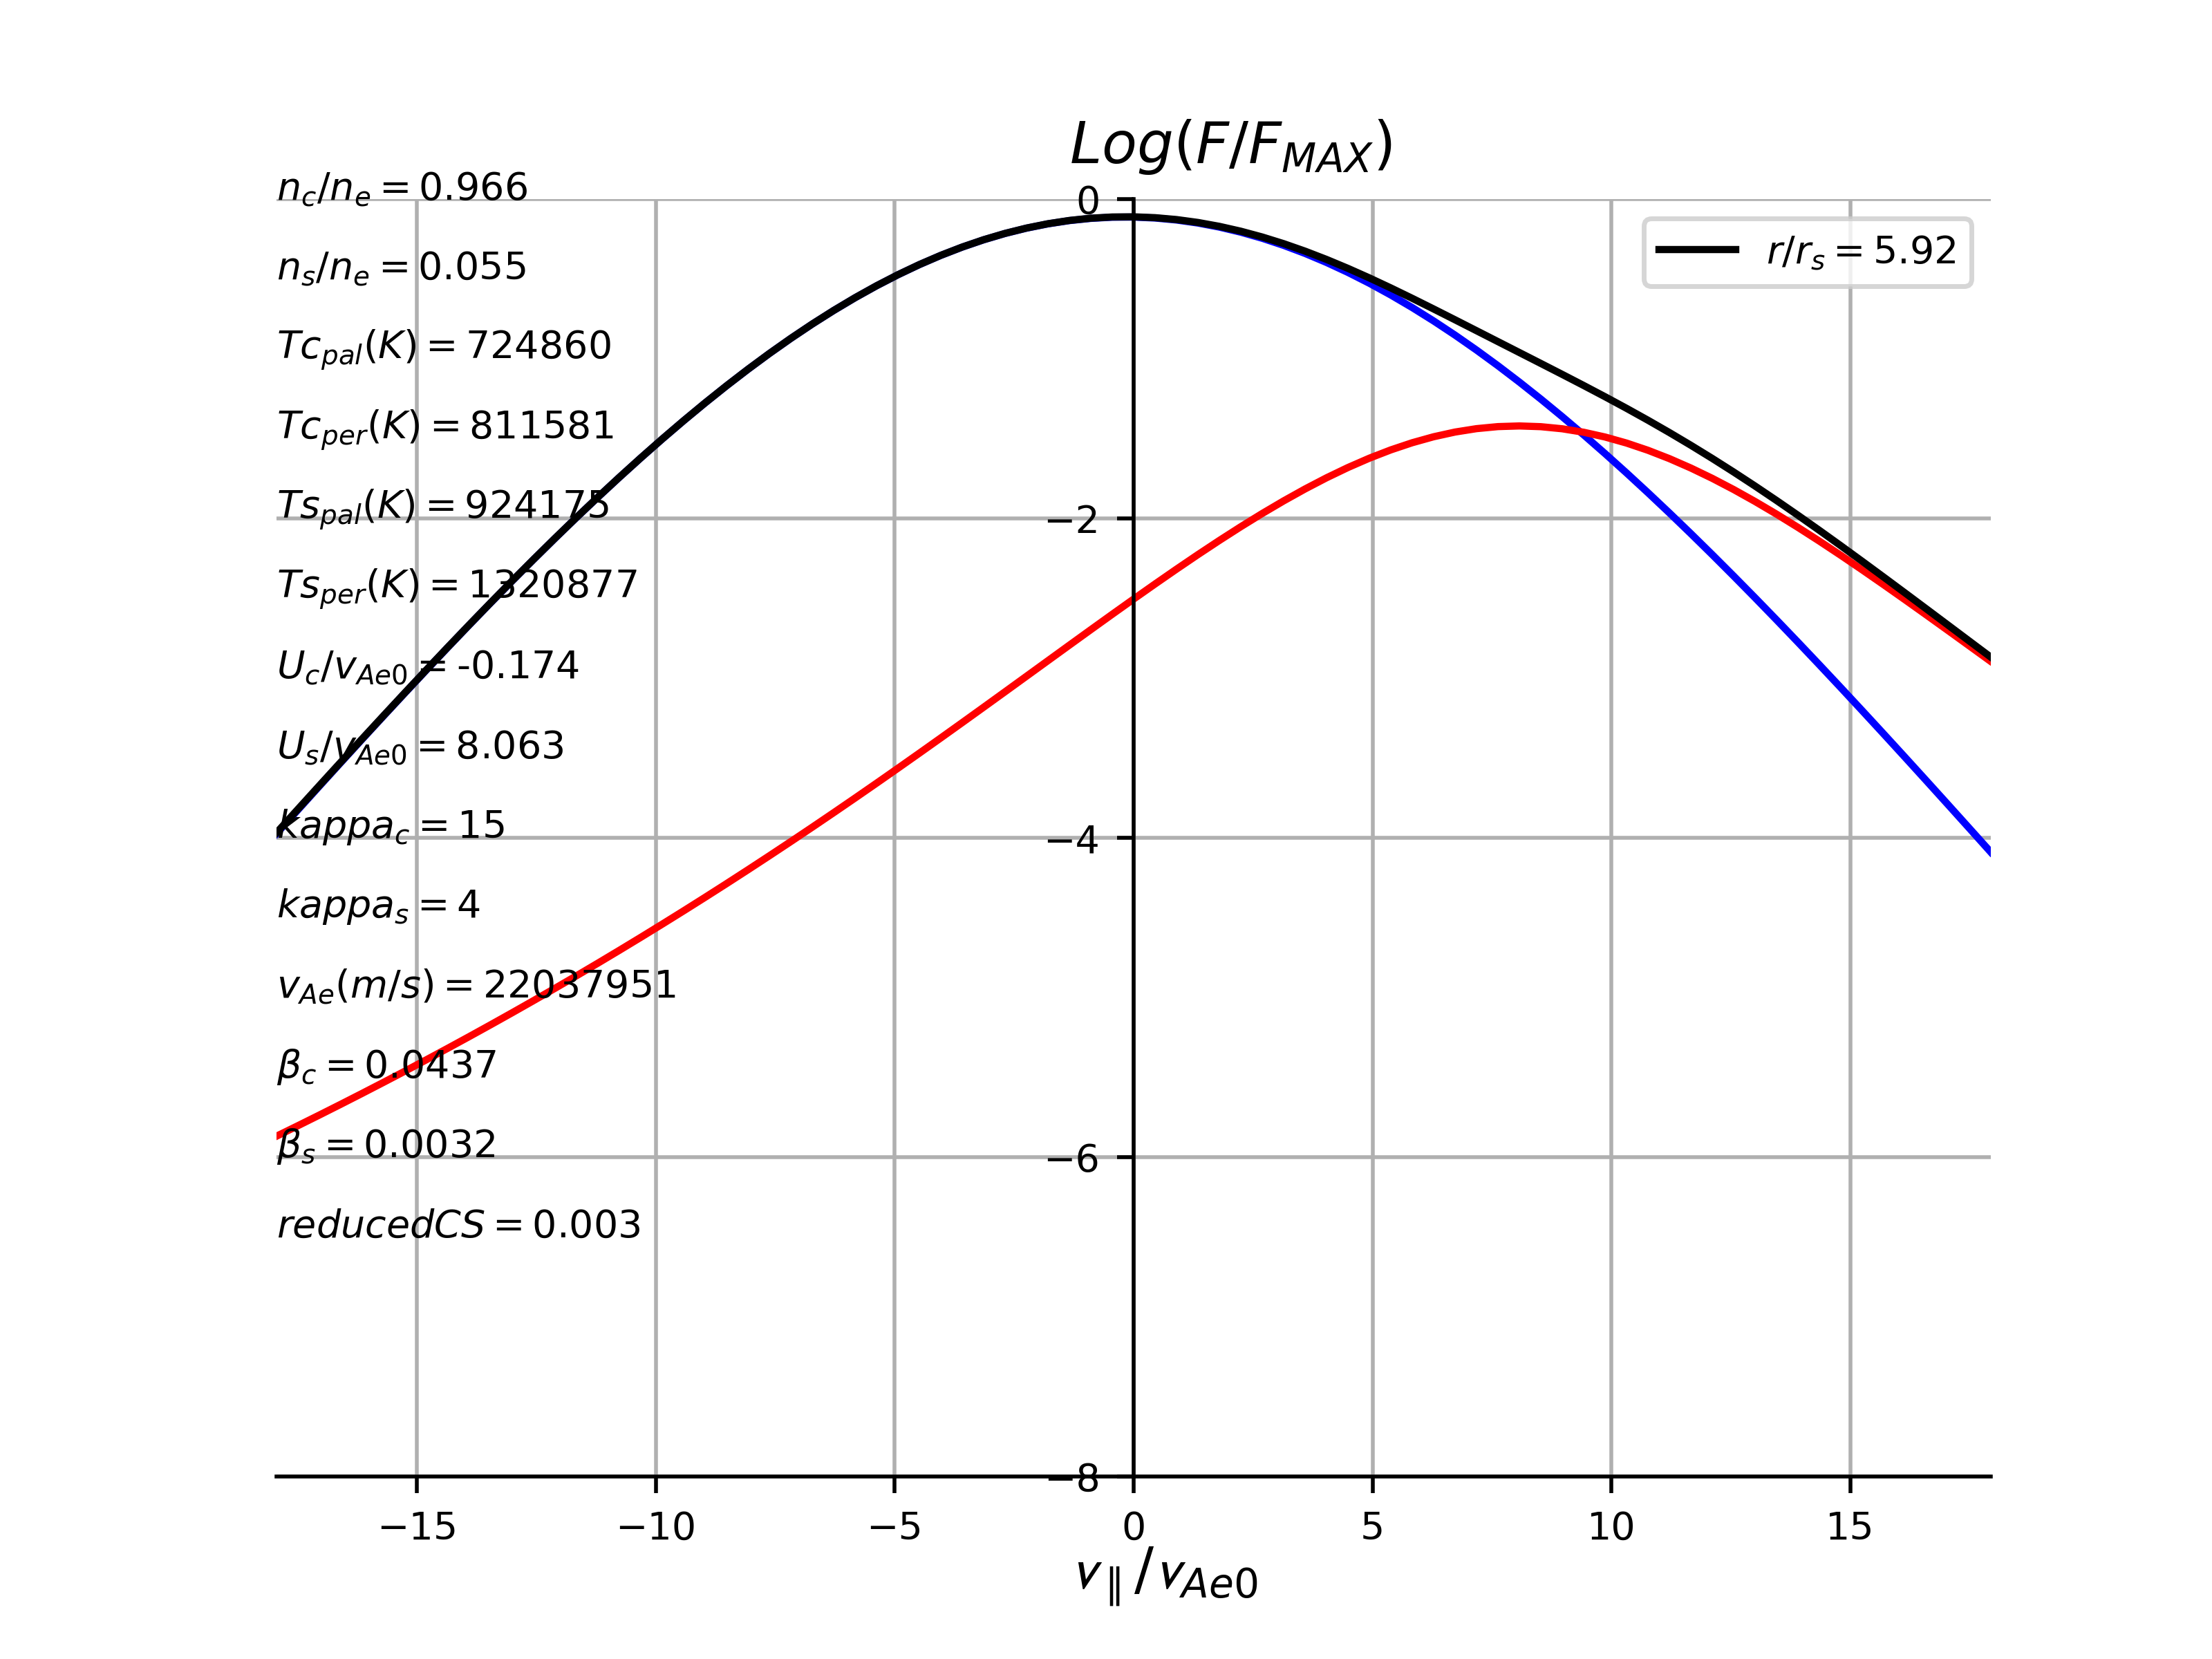 Log(F/F_MAX)
n_c/n_e = 0.966
n_s/n_e = 0.055
Tc_pal(K) = 724860
Tc_per(K) = 811581
Ts_pal(K) = 924175
Ts_per(K) = 1320877
U_c/v_Ae0 = -0.174
U_s/v_Ae0 = 8.063
kappa_c = 15
kappa_s = 4
v_Ae(m/s) = 22037951
β_c = 0.0437
β_s = 0.0032
reducedCS = 0.003
r/r_s = 5.92
0
−2
−4
−6
−8
−15 −10 −5 0 5 10 15
v_∥/v_Ae0